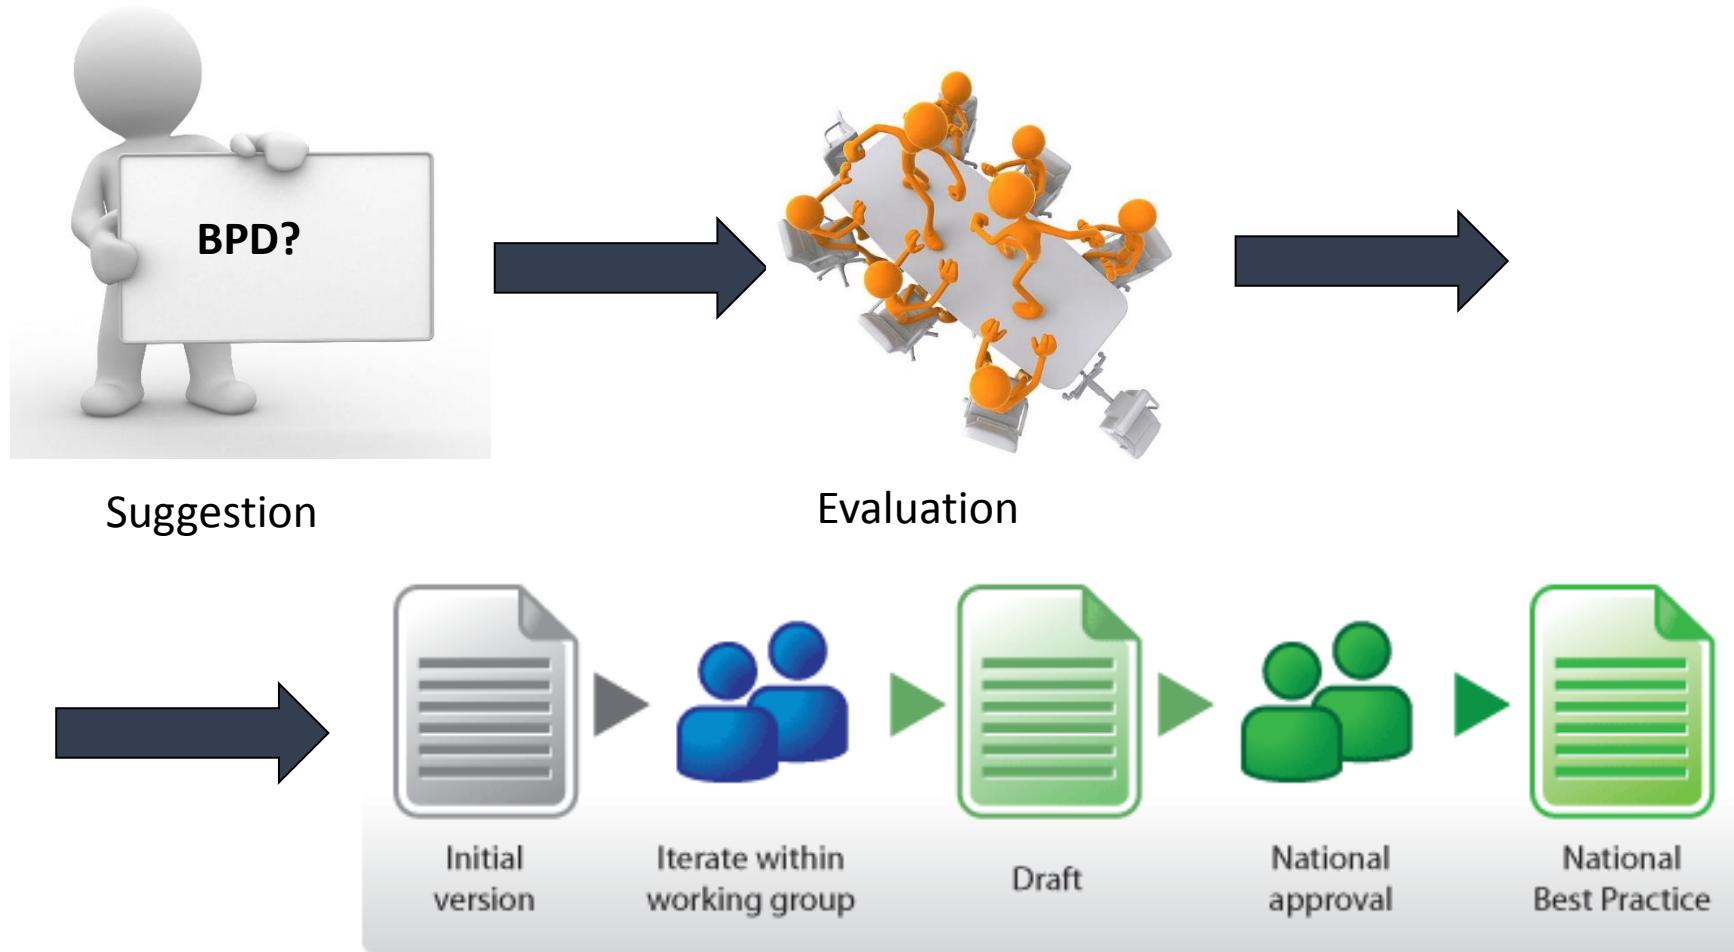 BPD?
Suggestion
Evaluation
Initial
version
Iterate within
working group
Draft
National
approval
National
Best Practice